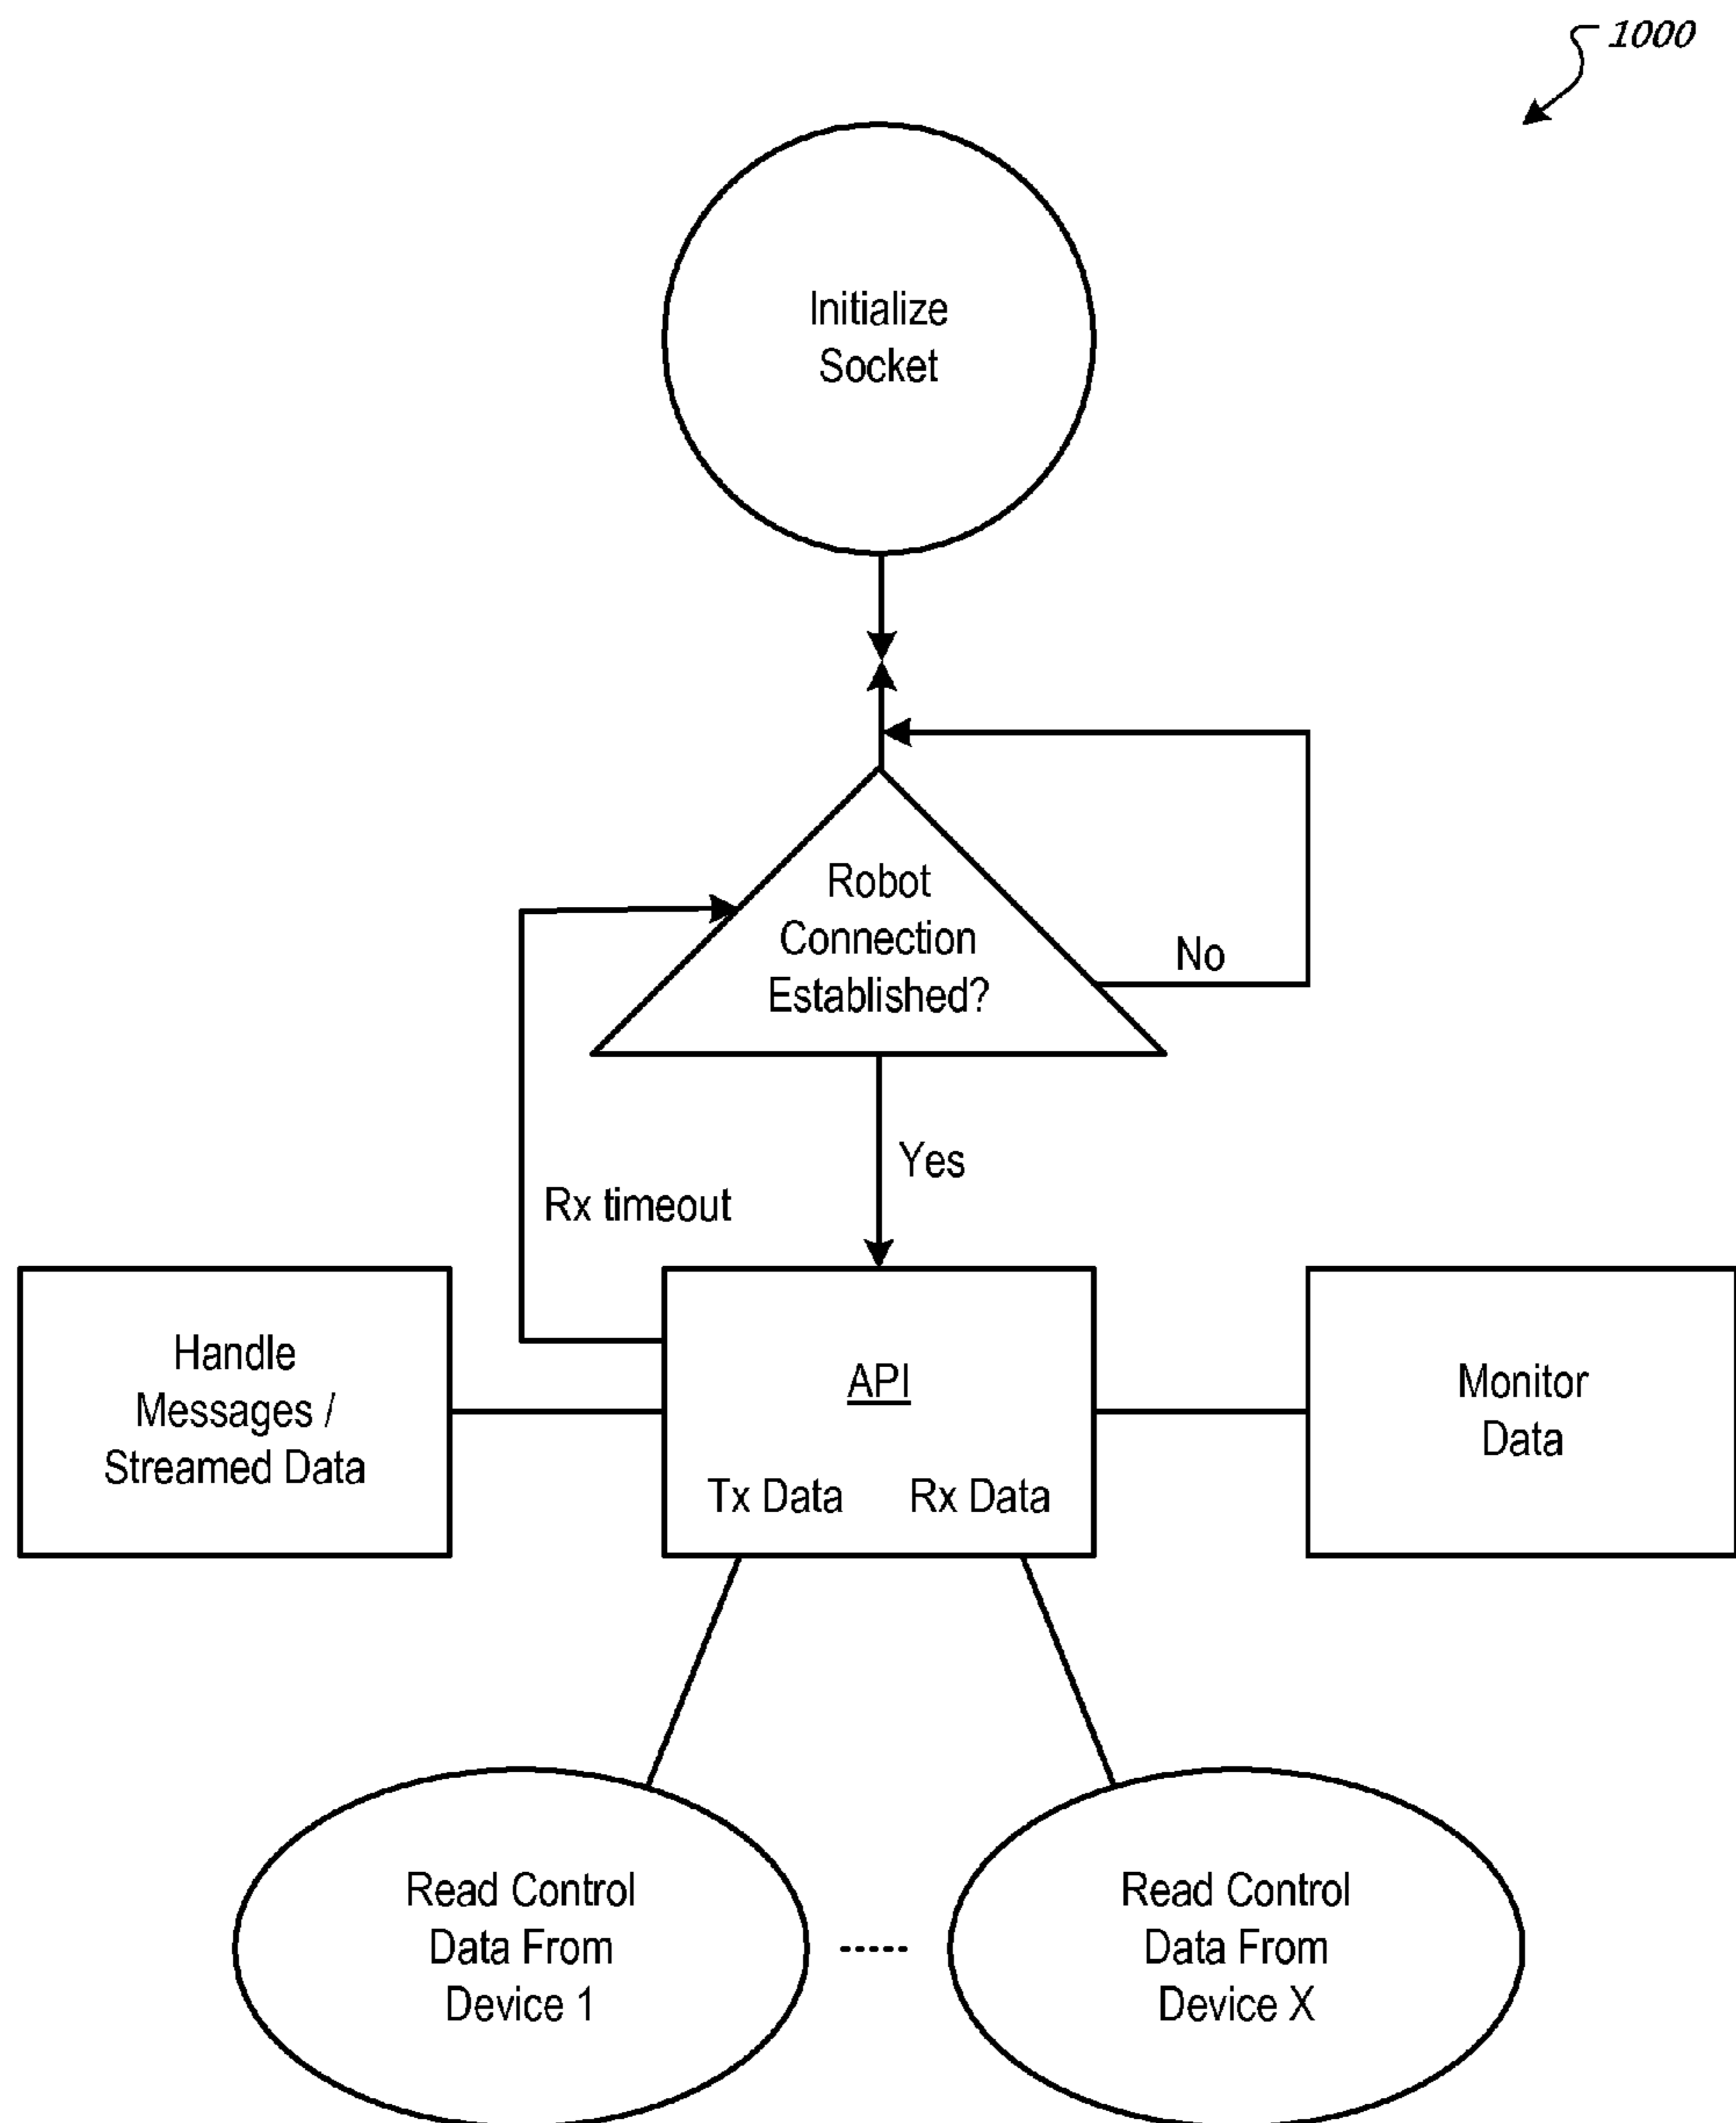 1000
Initialize
Socket
Robot
Connection
Established?
No
Yes
Rx timeout
Handle
Messages /
Streamed Data
API
Tx Data Rx Data
Monitor
Data
Read Control
Data From
Device 1
Read Control
Data From
Device X